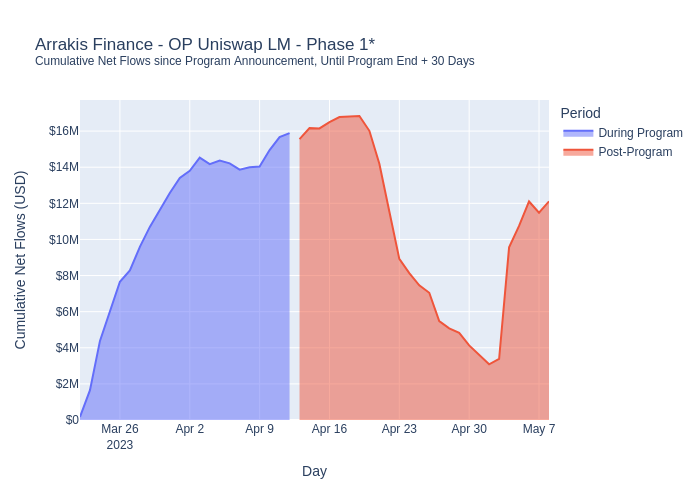 Arrakis Finance - OP Uniswap LM - Phase 1*
Cumulative Net Flows since Program Announcement, Until Program End + 30 Days
Period
During Program
Post-Program
Cumulative Net Flows (USD)
$16M
$14M
$12M
$10M
$8M
$6M
$4M
$2M
$0
Mar 26
2023
Apr 2
Apr 9
Apr 16
Apr 23
Apr 30
May 7
Day